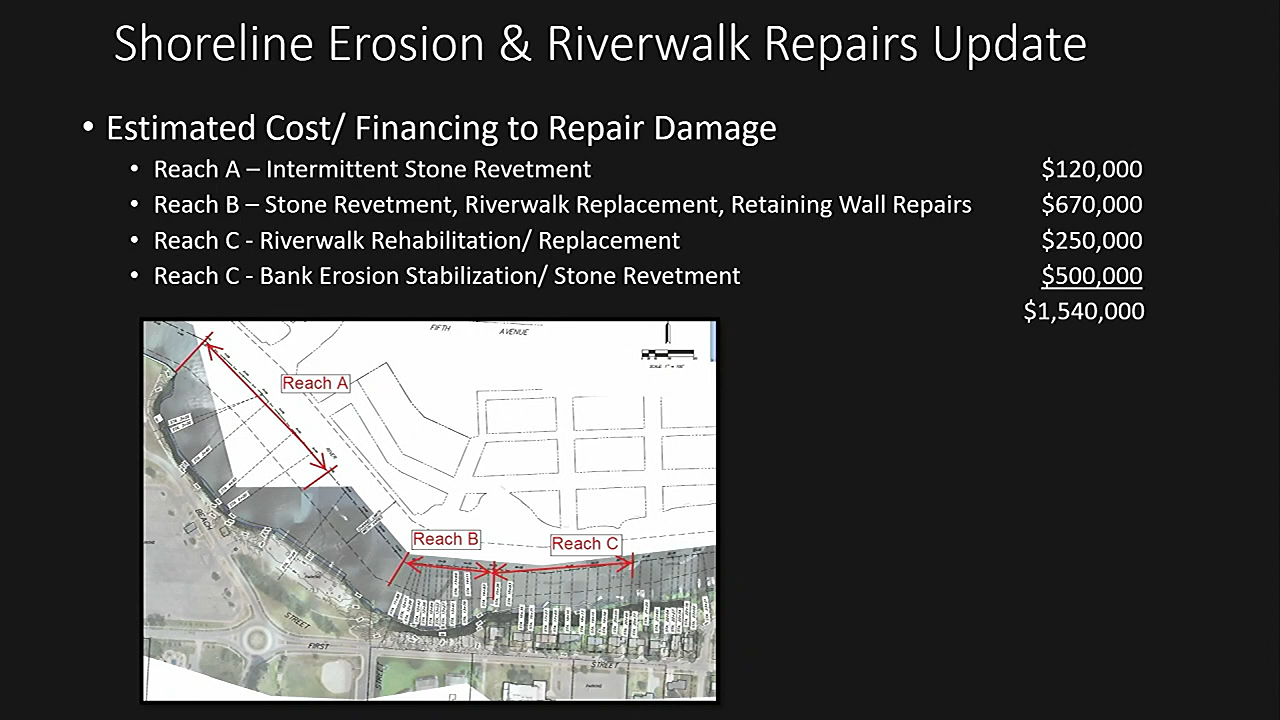 Shoreline Erosion & Riverwalk Repairs Update
• Estimated Cost/ Financing to Repair Damage
• Reach A – Intermittent Stone Revetment $120,000
• Reach B – Stone Revetment, Riverwalk Replacement, Retaining Wall Repairs $670,000
• Reach C - Riverwalk Rehabilitation/ Replacement $250,000
• Reach C - Bank Erosion Stabilization/ Stone Revetment $500,000
$1,540,000
FIFTH AVENUE
Reach A
BEACH
Reach B
Reach C
STREET
FIRST
STREET
STREET